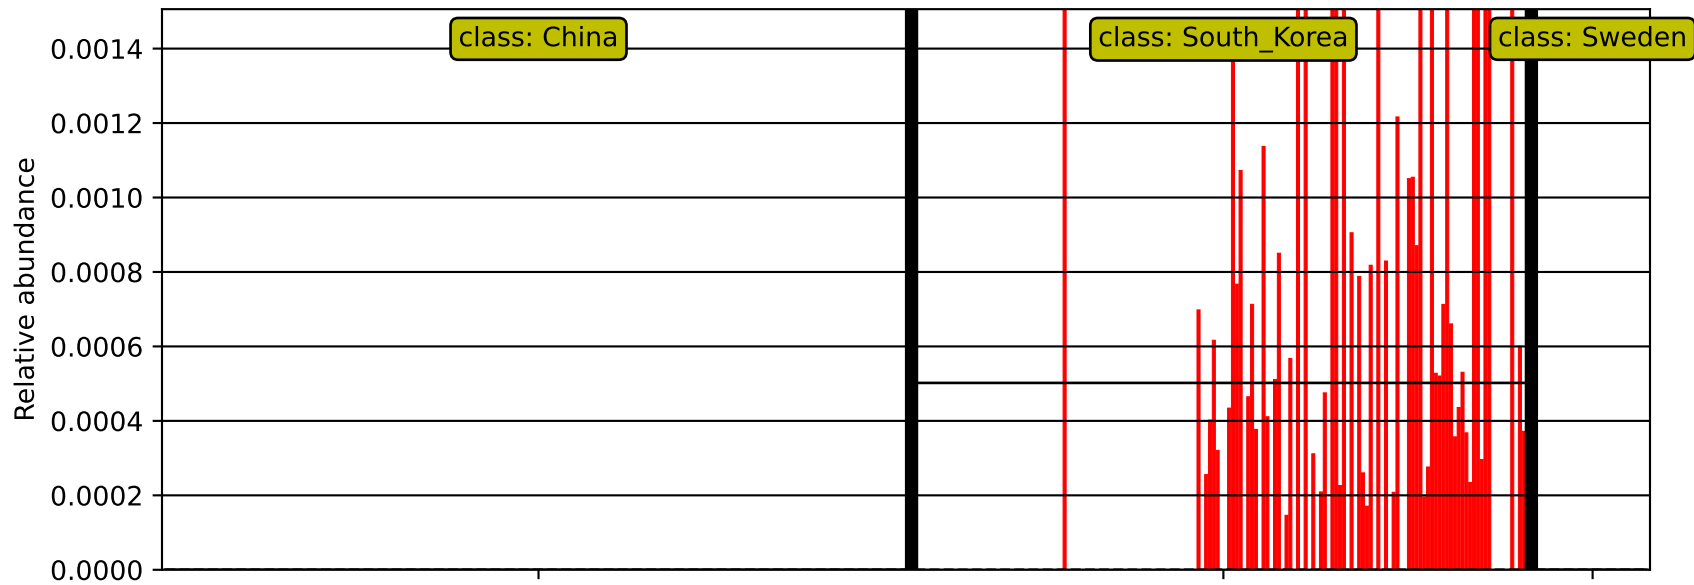 class: China
class: South_Korea
class: Sweden
Relative abundance
0.0014
0.0012
0.0010
0.0008
0.0006
0.0004
0.0002
0.0000